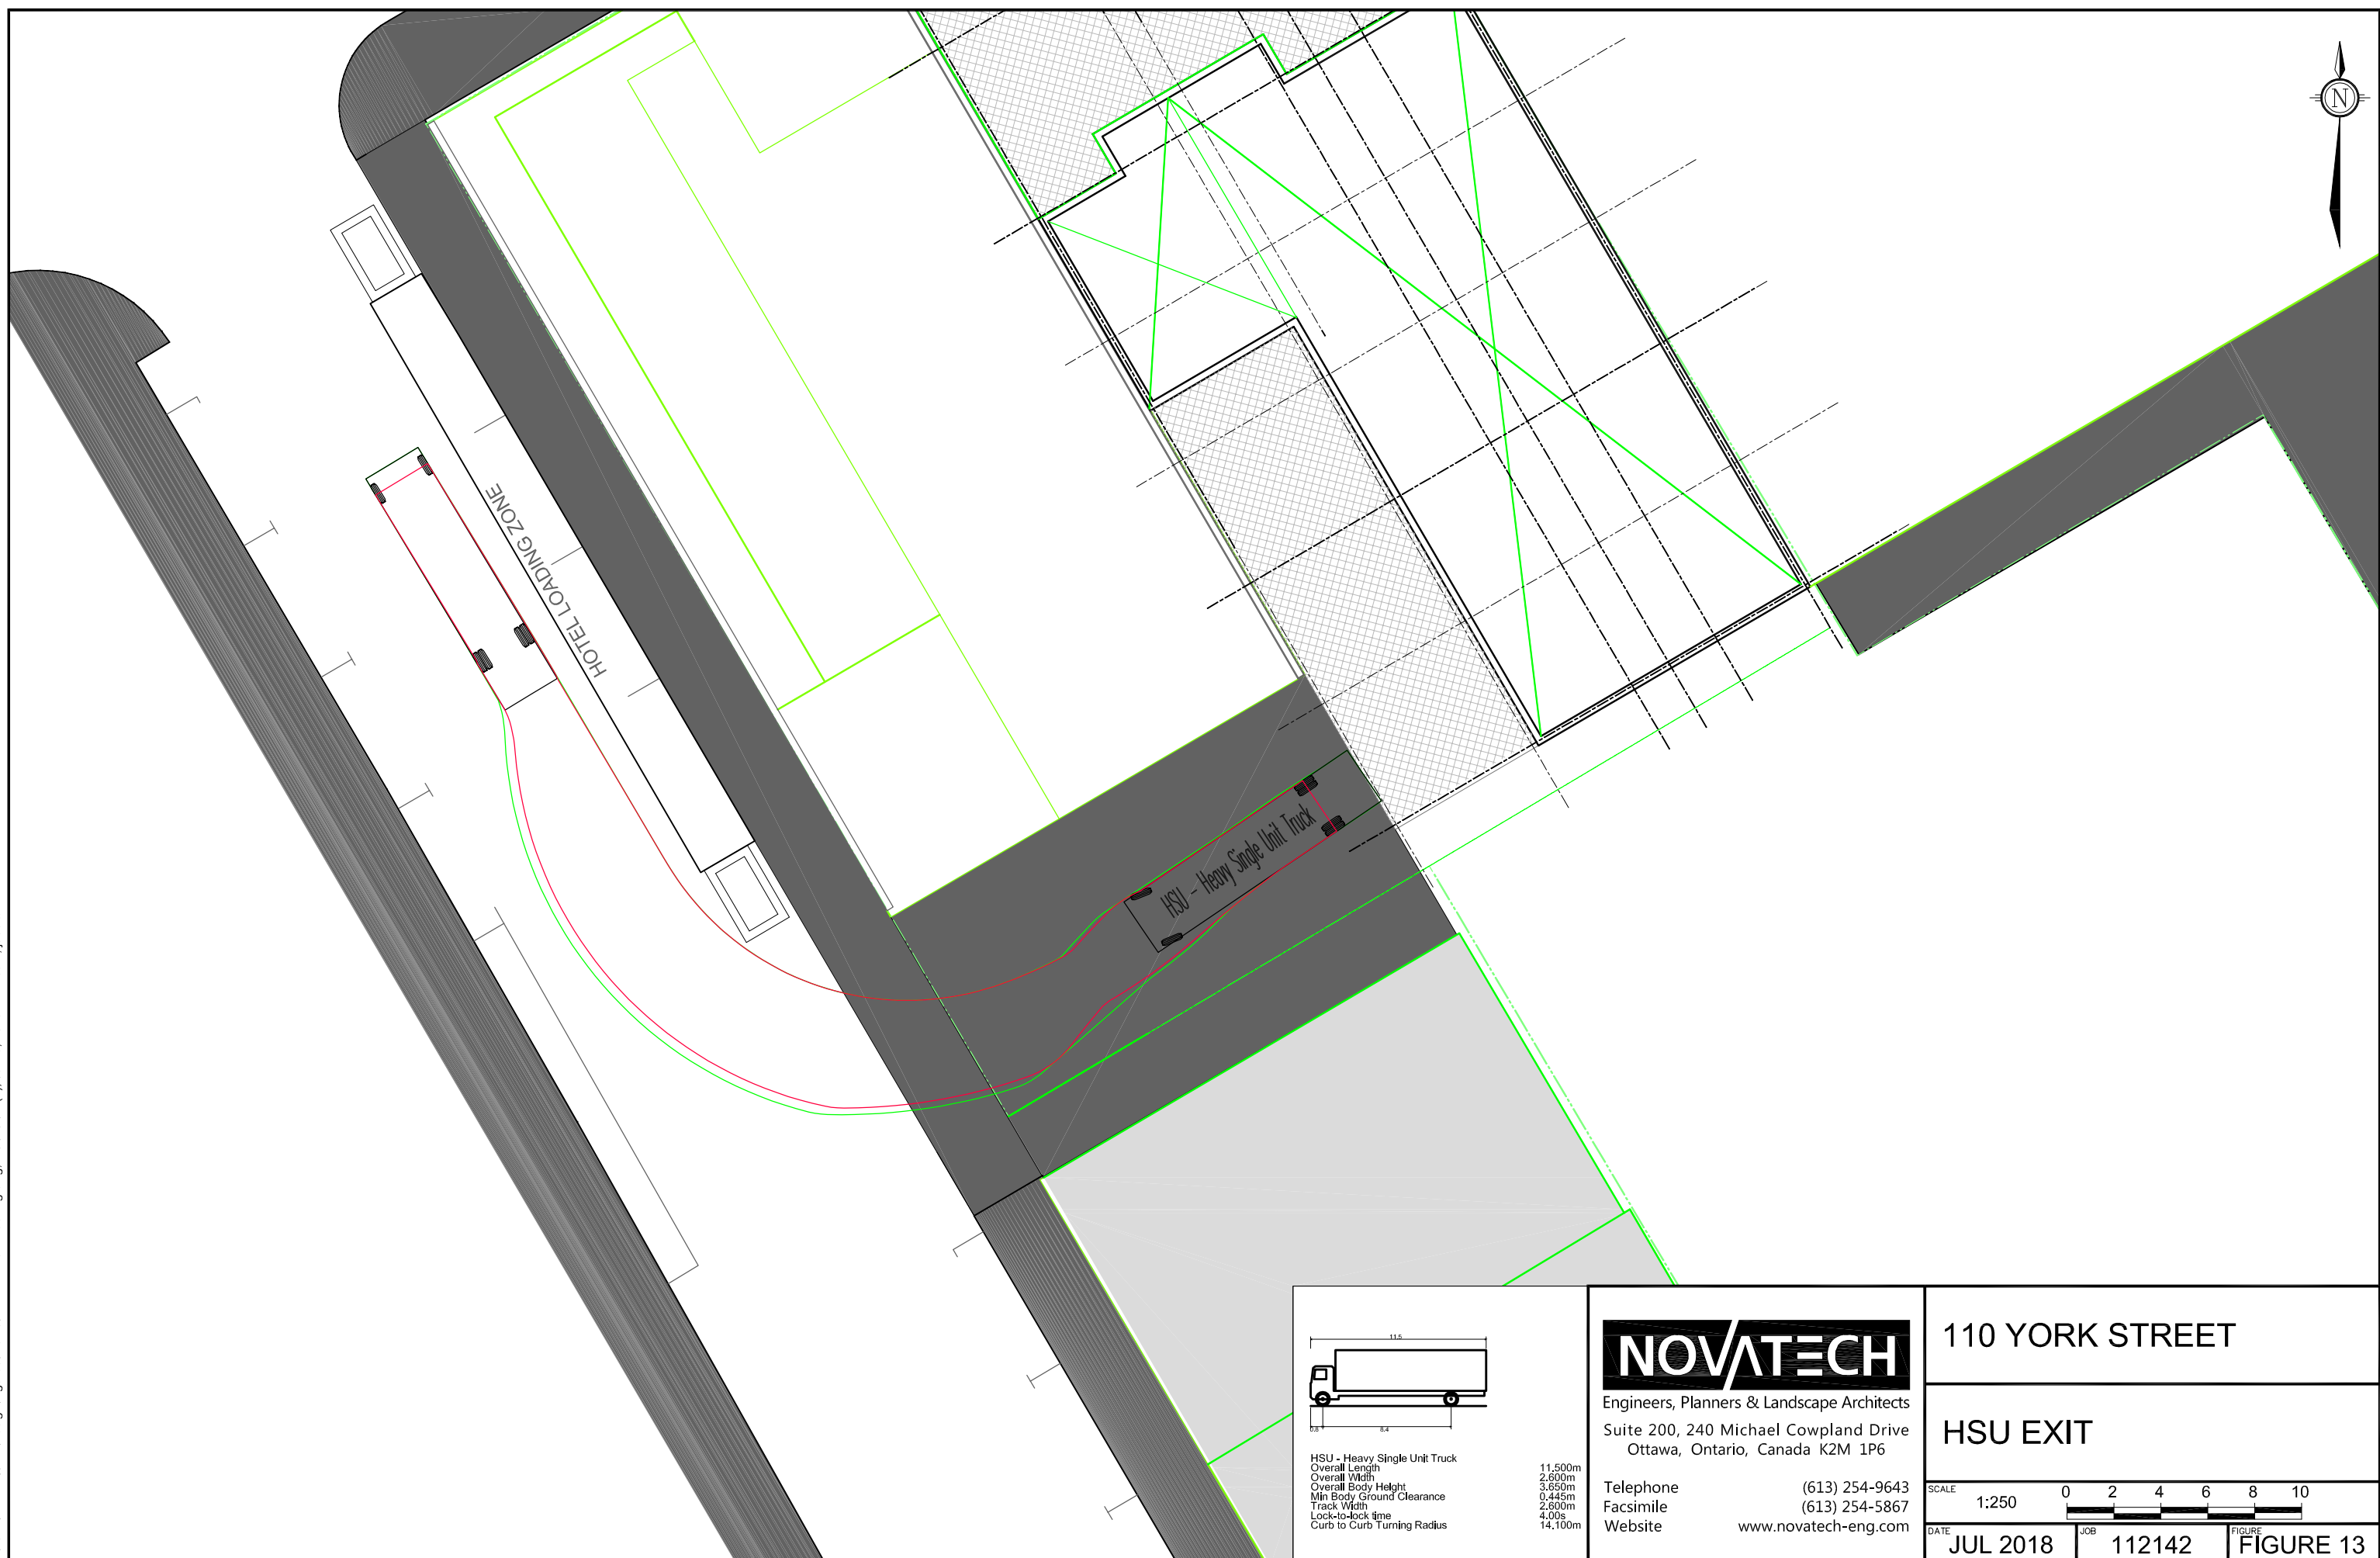 N
HOTEL LOADING ZONE
HSU - Heavy Single Unit Truck
11.5
0.8 8.4
HSU - Heavy Single Unit Truck
Overall Length 11.500m
Overall Width 2.600m
Overall Body Height 3.650m
Min Body Ground Clearance 0.445m
Track Width 2.600m
Lock-to-lock time 4.00s
Curb to Curb Turning Radius 14.100m
NOVATECH
Engineers, Planners & Landscape Architects
Suite 200, 240 Michael Cowpland Drive
Ottawa, Ontario, Canada K2M 1P6
Telephone (613) 254-9643
Facsimile (613) 254-5867
Website www.novatech-eng.com
110 YORK STREET
HSU EXIT
SCALE 1:250 0 2 4 6 8 10
DATE JUL 2018 JOB 112142 FIGURE FIGURE 13